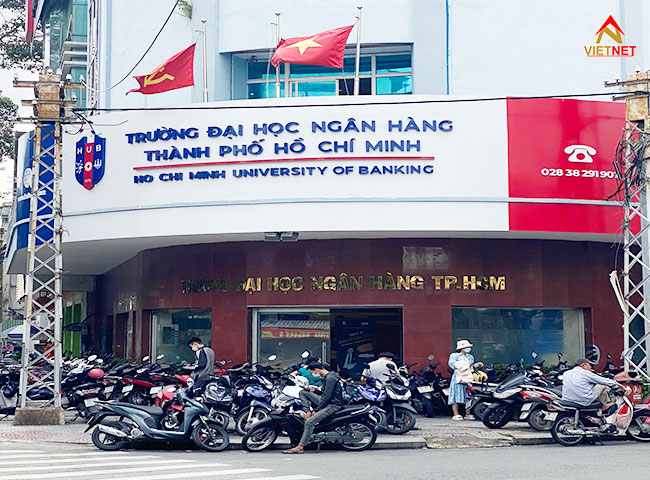 VIETNET
TRƯỜNG ĐẠI HỌC NGÂN HÀNG
THÀNH PHỐ HỒ CHÍ MINH
HO CHI MINH UNIVERSITY OF BANKING
HUB
028 38 291901
TRƯỜNG ĐẠI HỌC NGÂN HÀNG TP.HCM